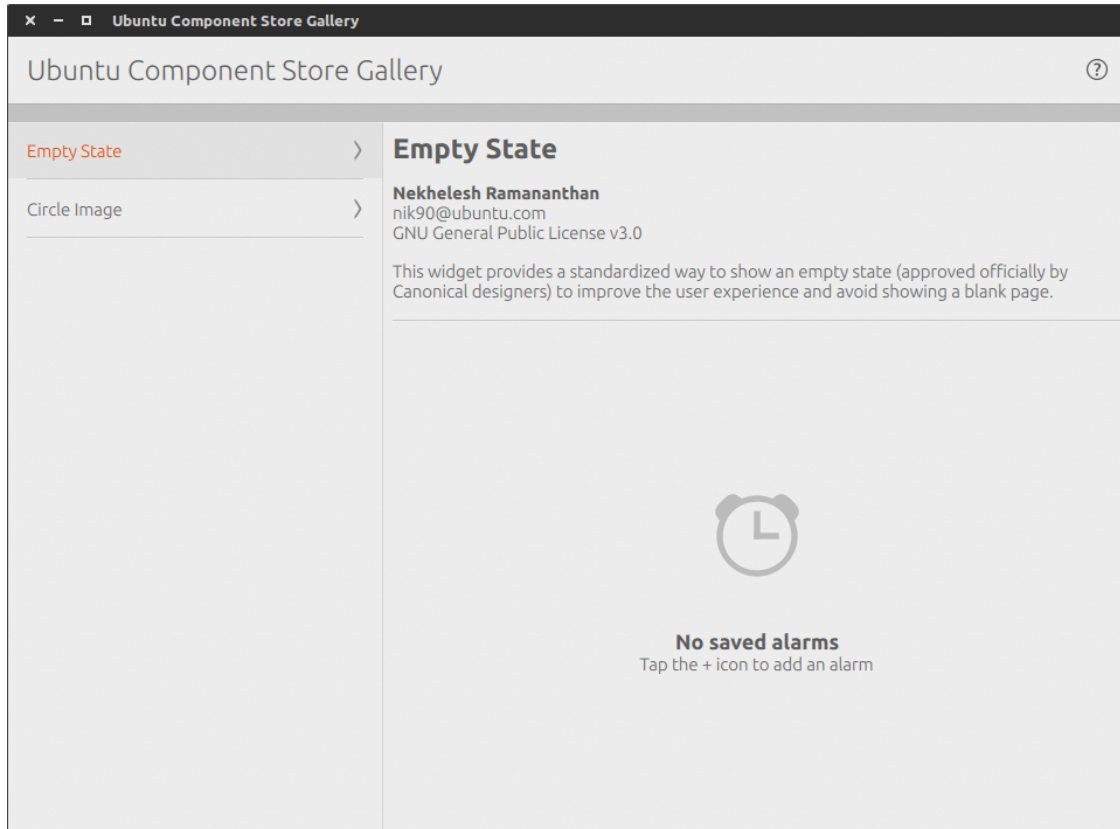 Ubuntu Component Store Gallery
Ubuntu Component Store Gallery
?
Empty State
Circle Image
Empty State
Nekhelesh Ramananthan
nik90@ubuntu.com
GNU General Public License v3.0
This widget provides a standardized way to show an empty state (approved officially by
Canonical designers) to improve the user experience and avoid showing a blank page.
No saved alarms
Tap the + icon to add an alarm